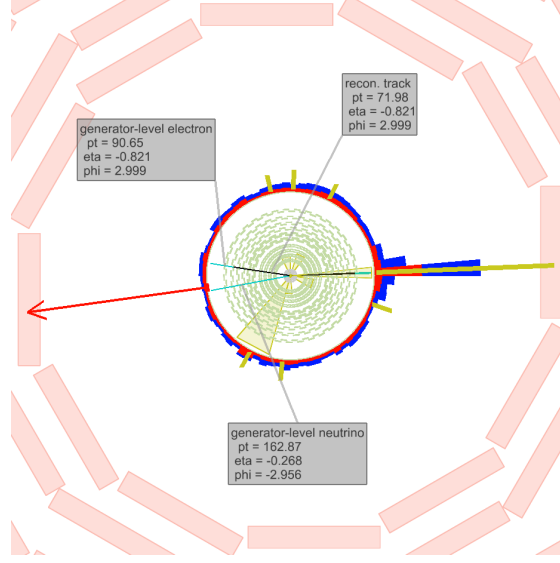 recon. track
pt = 71.98
eta = -0.821
phi = 2.999
generator-level electron
pt = 90.65
eta = -0.821
phi = 2.999
generator-level neutrino
pt = 162.87
eta = -0.268
phi = -2.956